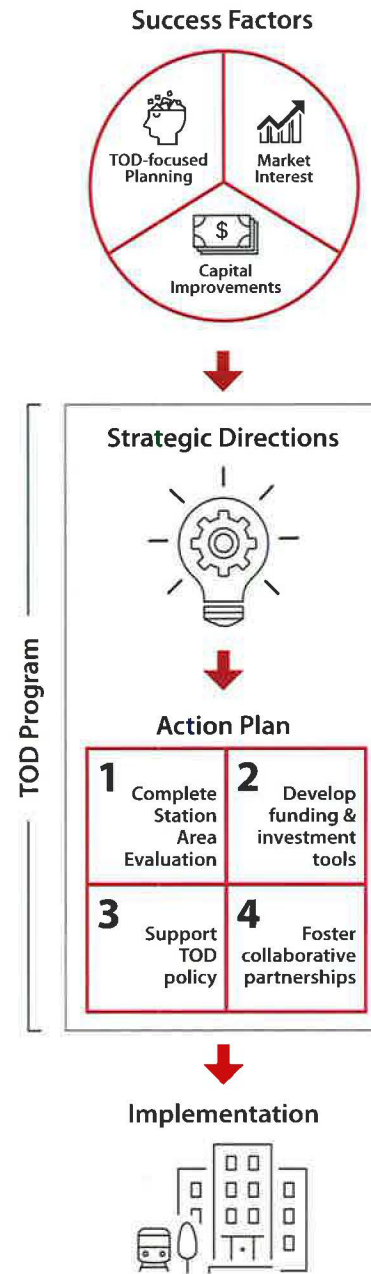 Success Factors
TOD-focused
Planning
Market
Interest
$
Capital
Improvements
TOD Program
Strategic Directions
Action Plan
1
Complete
Station
Area
Evaluation
2
Develop
funding &
investment
tools
3
Support
TOD
policy
4
Foster
collaborative
partnerships
Implementation